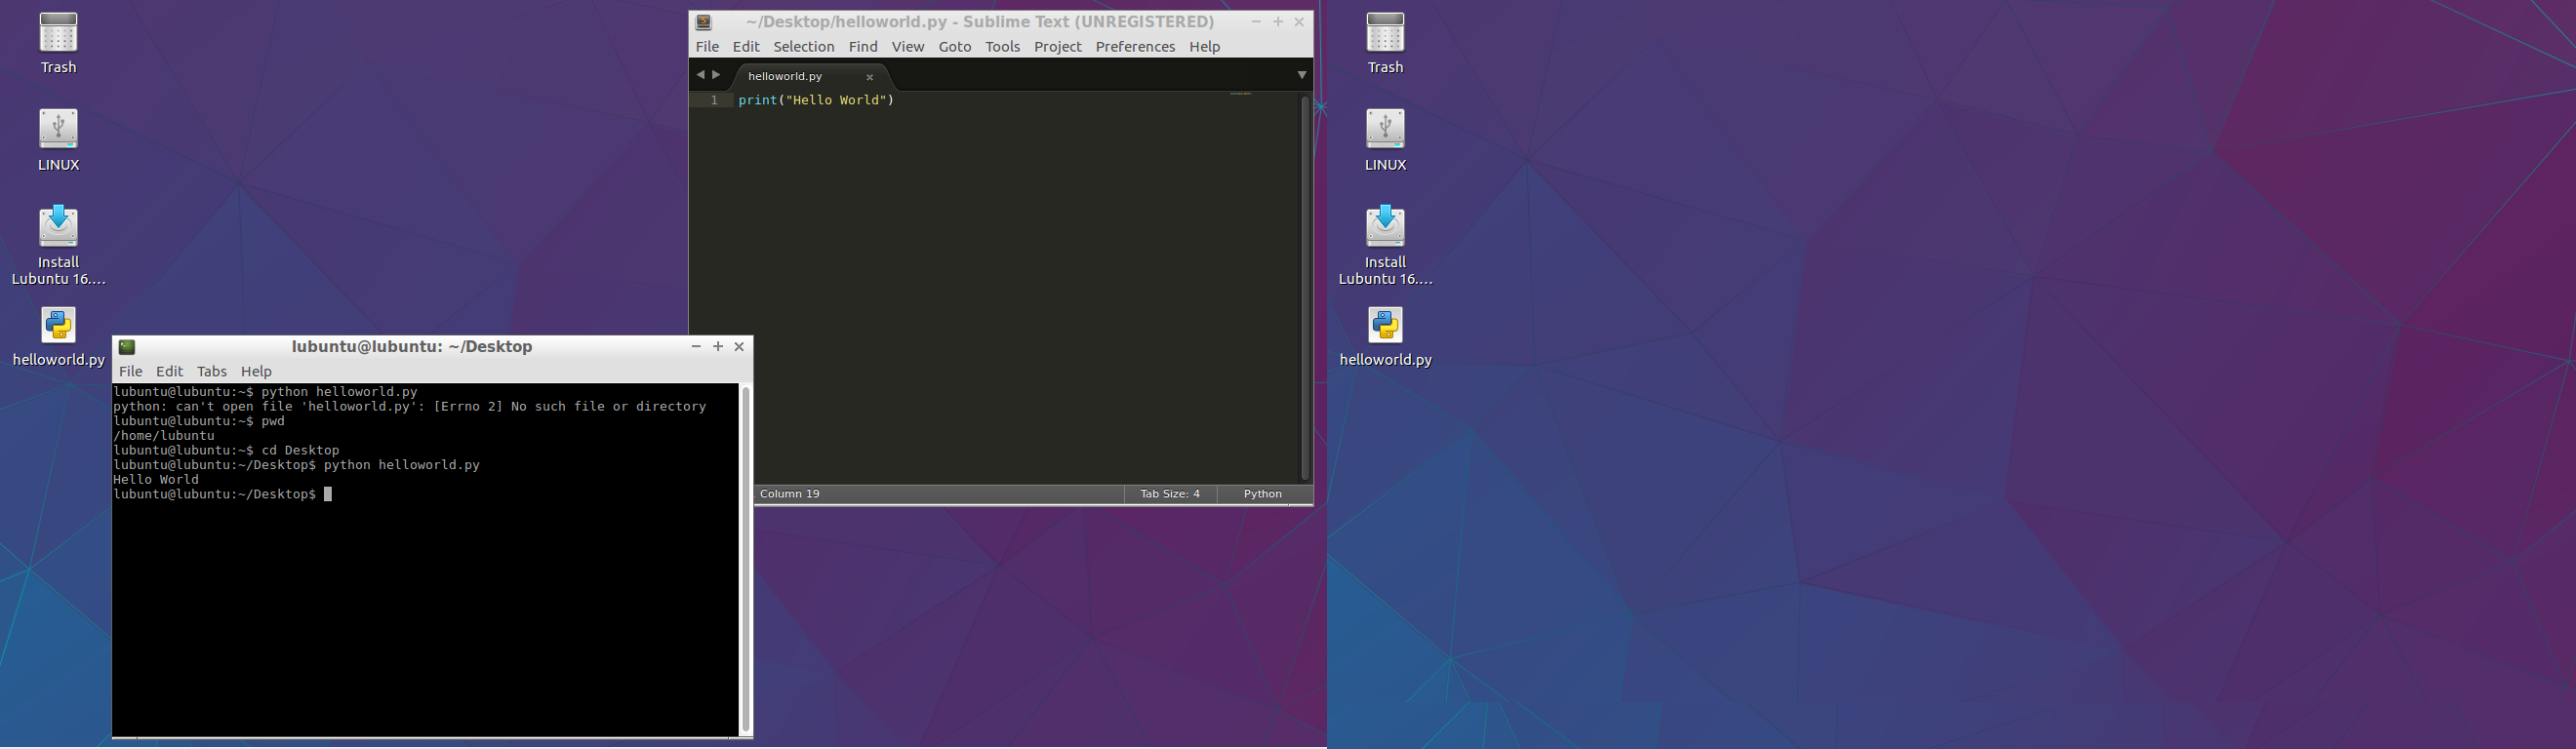 Trash
LINUX
Install
Lubuntu 16....
helloworld.py
~/Desktop/helloworld.py - Sublime Text (UNREGISTERED)
File Edit Selection Find View Goto Tools Project Preferences Help
helloworld.py
1 print("Hello World")
Column 19 Tab Size: 4 Python
lubuntu@lubuntu: ~/Desktop
File Edit Tabs Help
lubuntu@lubuntu:~$ python helloworld.py
python: can't open file 'helloworld.py': [Errno 2] No such file or directory
lubuntu@lubuntu:~$ pwd
/home/lubuntu
lubuntu@lubuntu:~$ cd Desktop
lubuntu@lubuntu:~/Desktop$ python helloworld.py
Hello World
lubuntu@lubuntu:~/Desktop$
Trash
LINUX
Install
Lubuntu 16....
helloworld.py